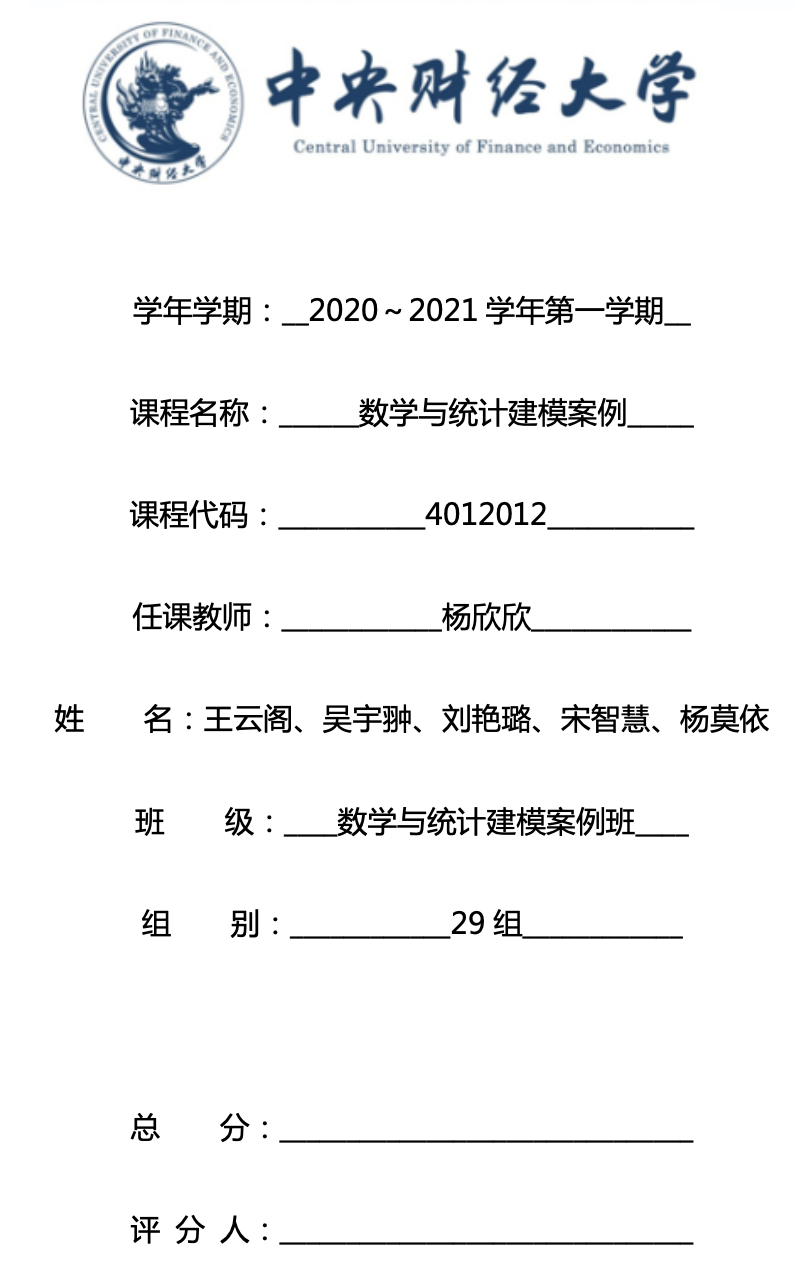 CENTRAL UNIVERSITY OF FINANCE AND ECONOMICS
中央财经大学
中央财经大学
Central University of Finance and Economics
学年学期：__2020～2021 学年第一学期__
课程名称：______数学与统计建模案例_____
课程代码：___________4012012___________
任课教师：____________杨欣欣____________
姓 名：王云阁、吴宇翀、刘艳璐、宋智慧、杨莫依
班 级：____数学与统计建模案例班____
组 别：____________29 组____________
总 分：_______________________________
评 分 人：_______________________________